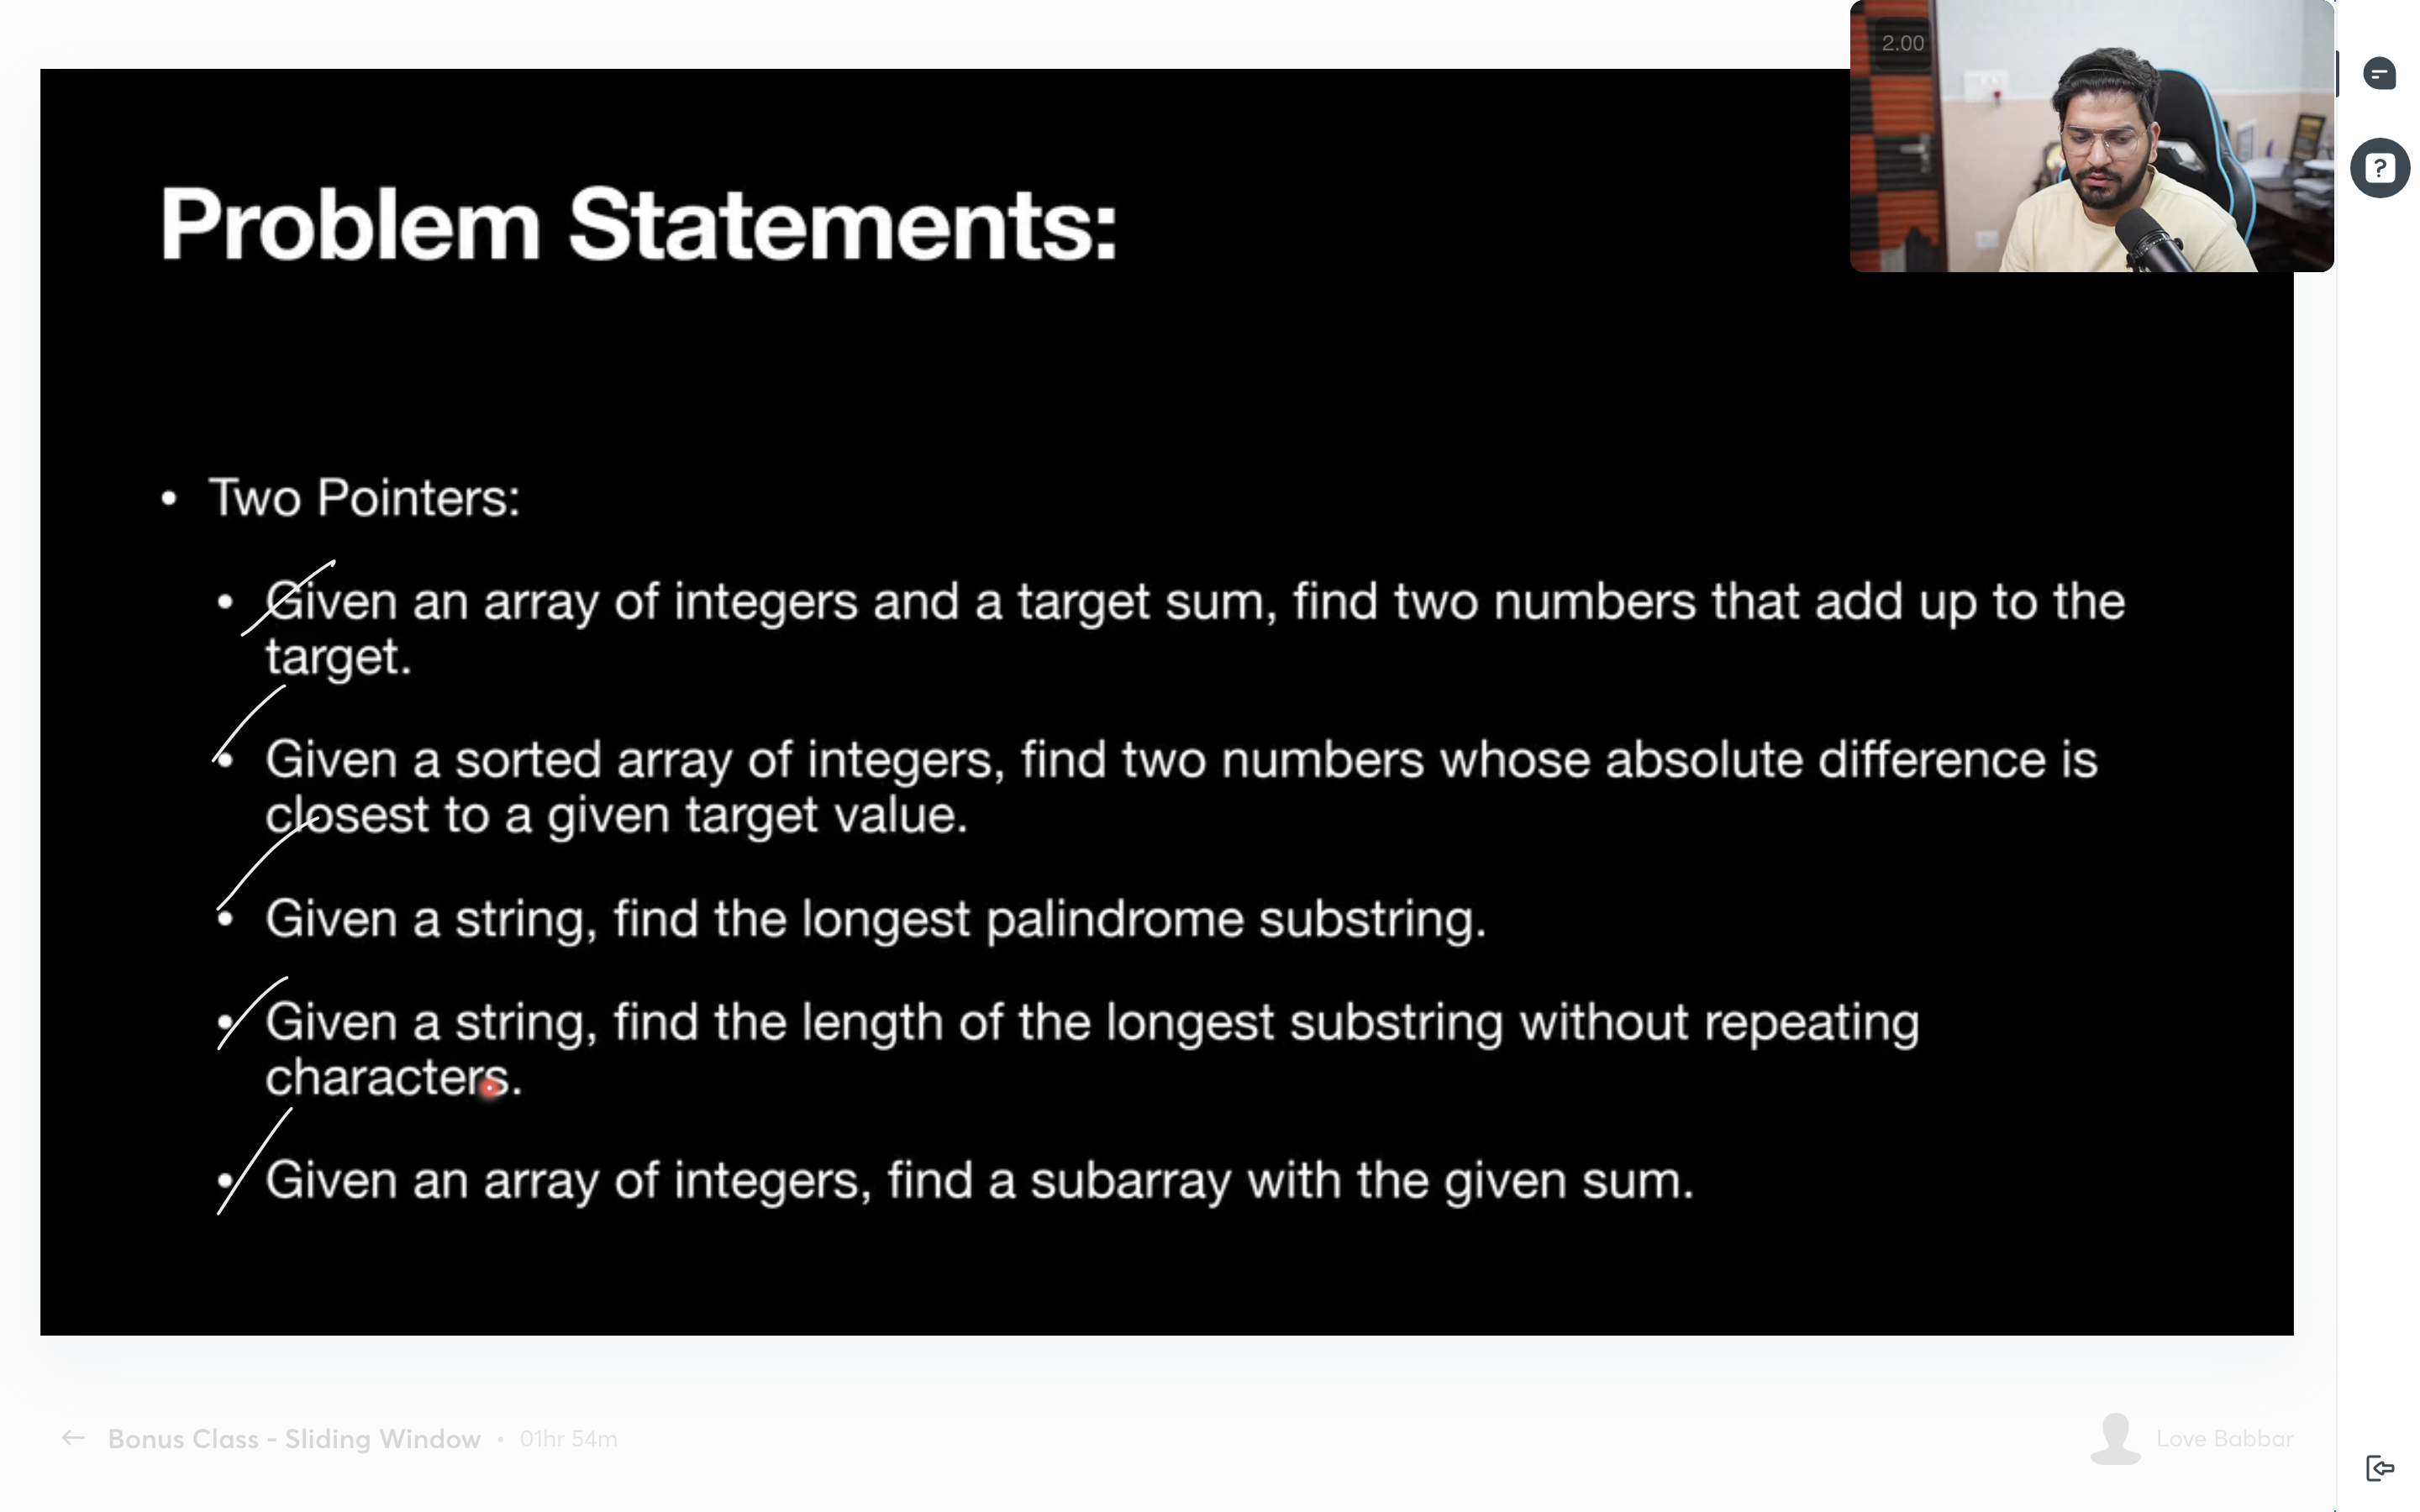 2.00
Problem Statements:
• Two Pointers:
• Given an array of integers and a target sum, find two numbers that add up to the
target.
• Given a sorted array of integers, find two numbers whose absolute difference is
closest to a given target value.
• Given a string, find the longest palindrome substring.
• Given a string, find the length of the longest substring without repeating
characters.
• Given an array of integers, find a subarray with the given sum.
← Bonus Class - Sliding Window • 01hr 54m
Love Babbar